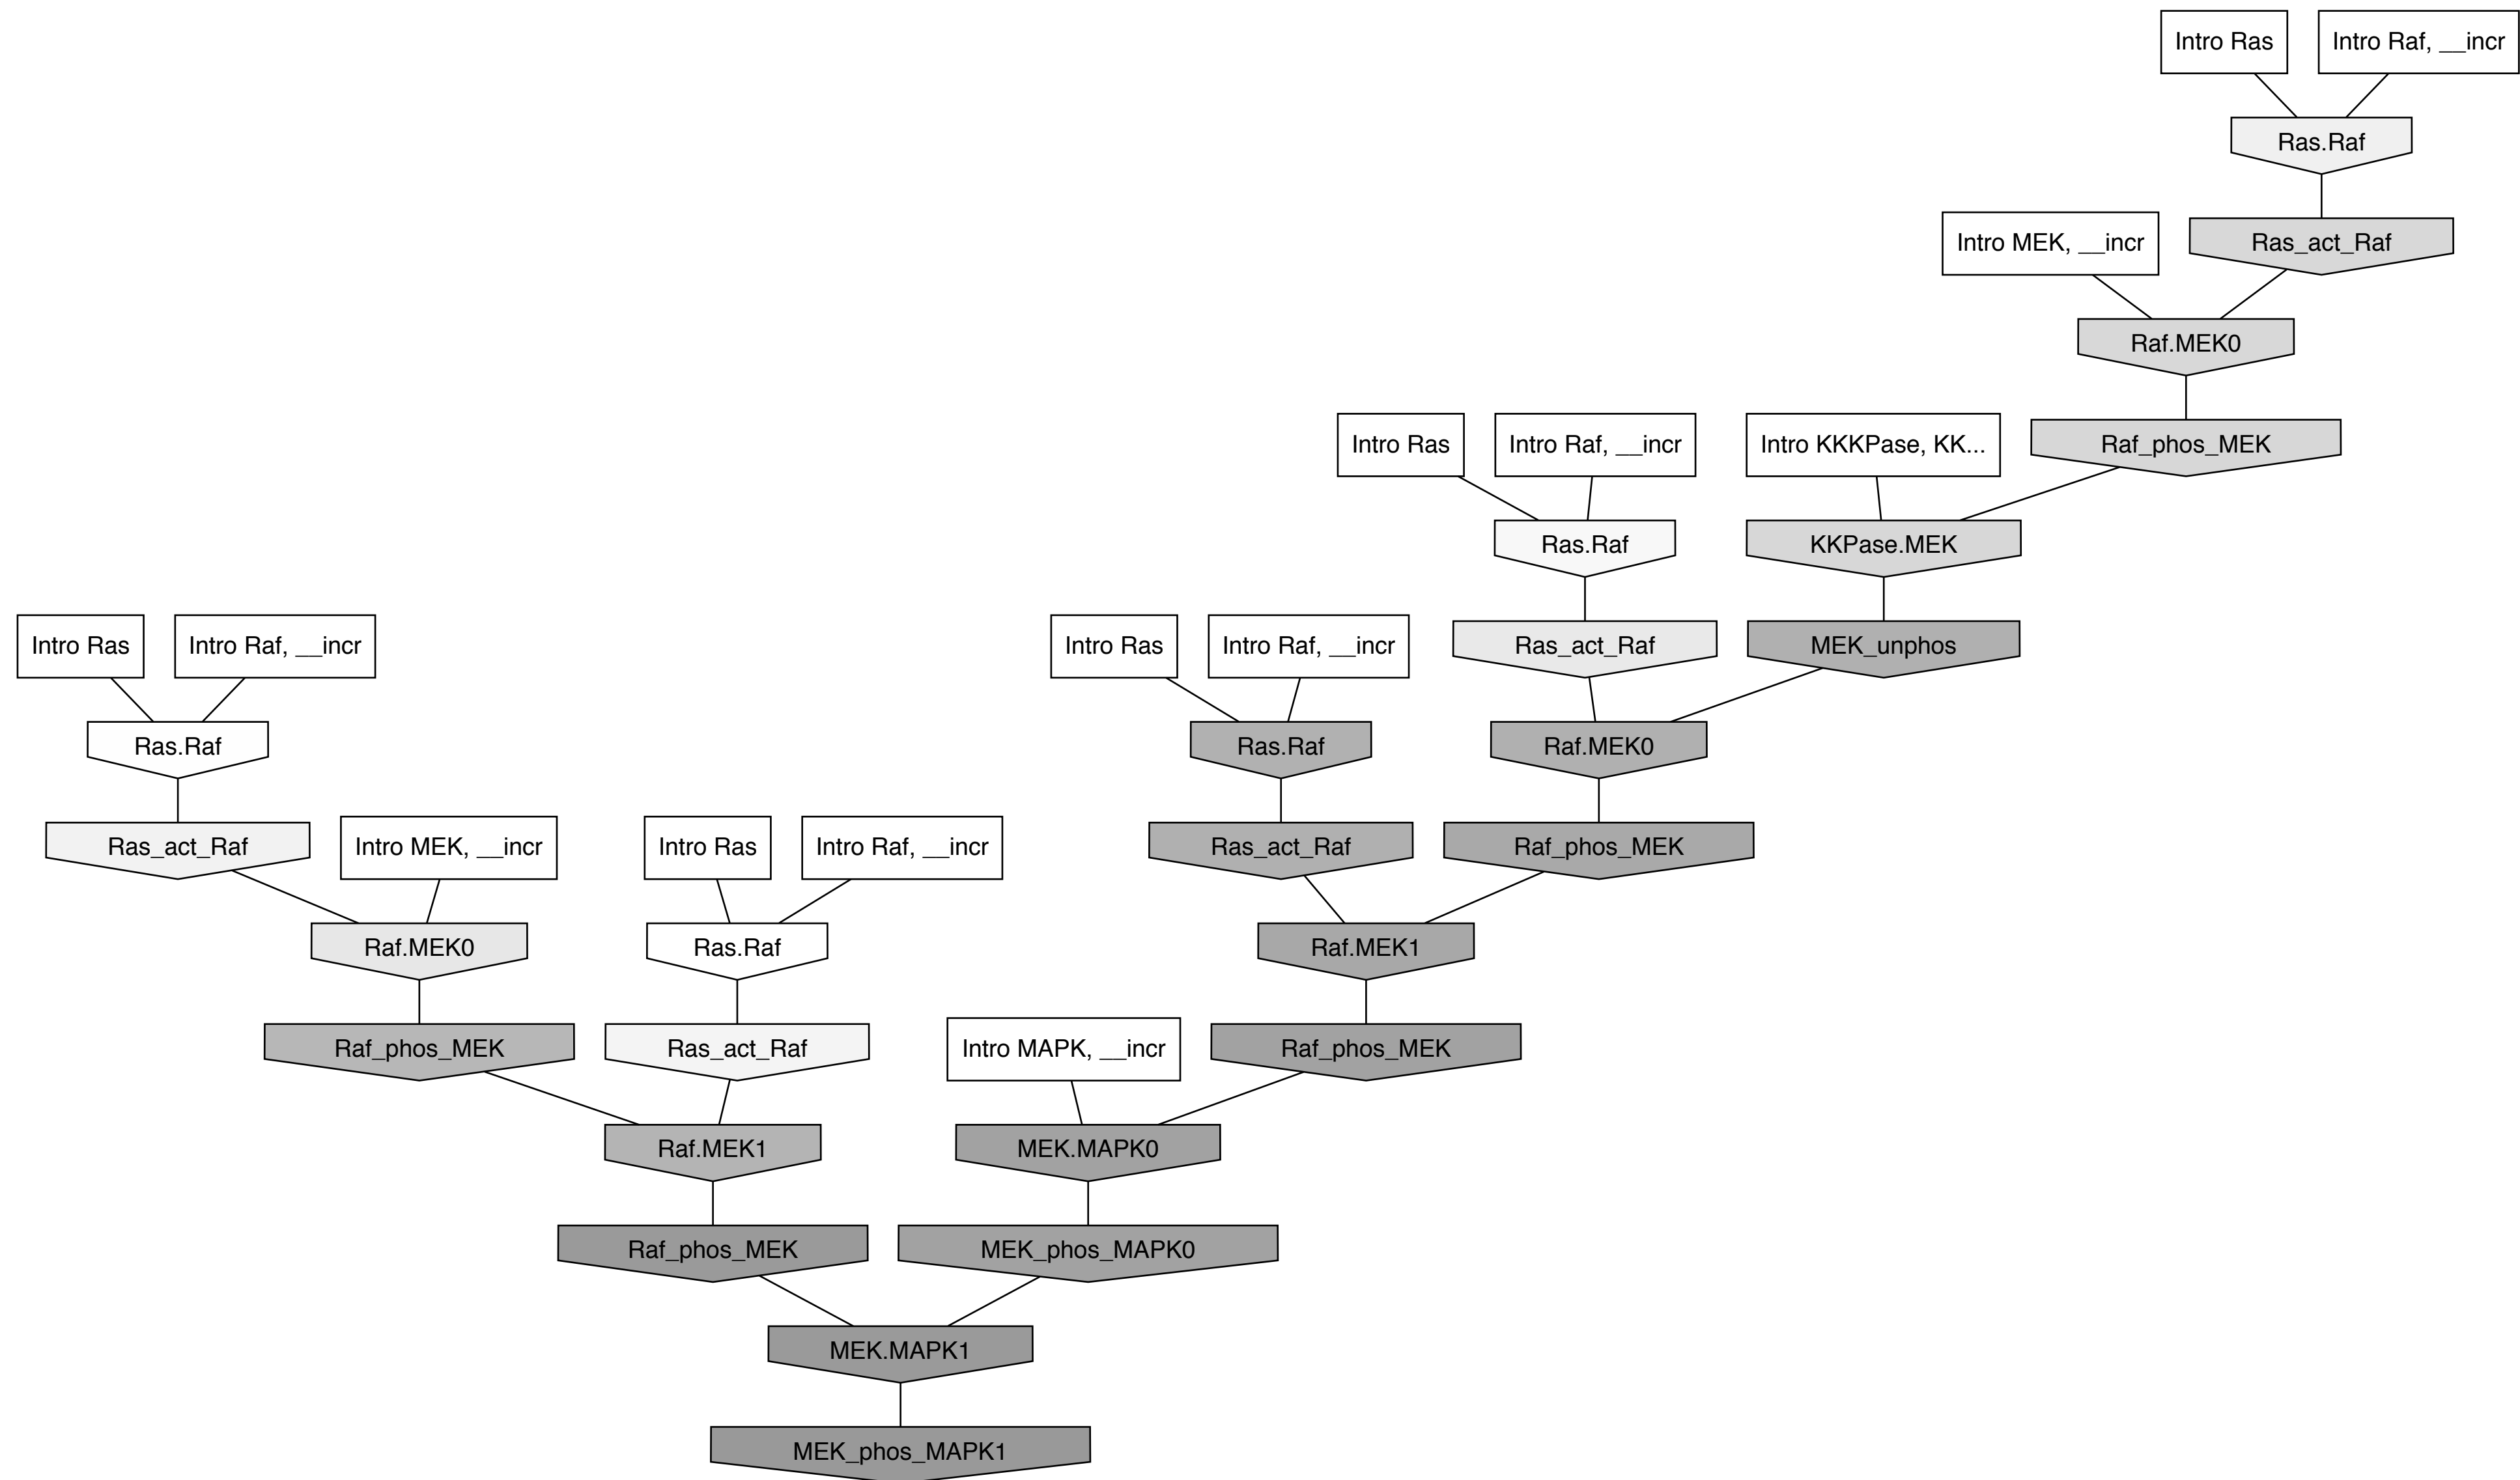 Intro Ras
Intro Raf, __incr
Ras.Raf
Intro MEK, __incr
Ras_act_Raf
Raf.MEK0
Intro Ras
Intro Raf, __incr
Intro KKKPase, KK...
Raf_phos_MEK
Ras.Raf
KKPase.MEK
Intro Ras
Intro Raf, __incr
Intro Ras
Intro Raf, __incr
Ras_act_Raf
MEK_unphos
Ras.Raf
Ras.Raf
Raf.MEK0
Ras_act_Raf
Intro MEK, __incr
Intro Ras
Intro Raf, __incr
Ras_act_Raf
Raf_phos_MEK
Raf.MEK0
Ras.Raf
Raf.MEK1
Raf_phos_MEK
Ras_act_Raf
Intro MAPK, __incr
Raf_phos_MEK
Raf.MEK1
MEK.MAPK0
Raf_phos_MEK
MEK_phos_MAPK0
MEK.MAPK1
MEK_phos_MAPK1